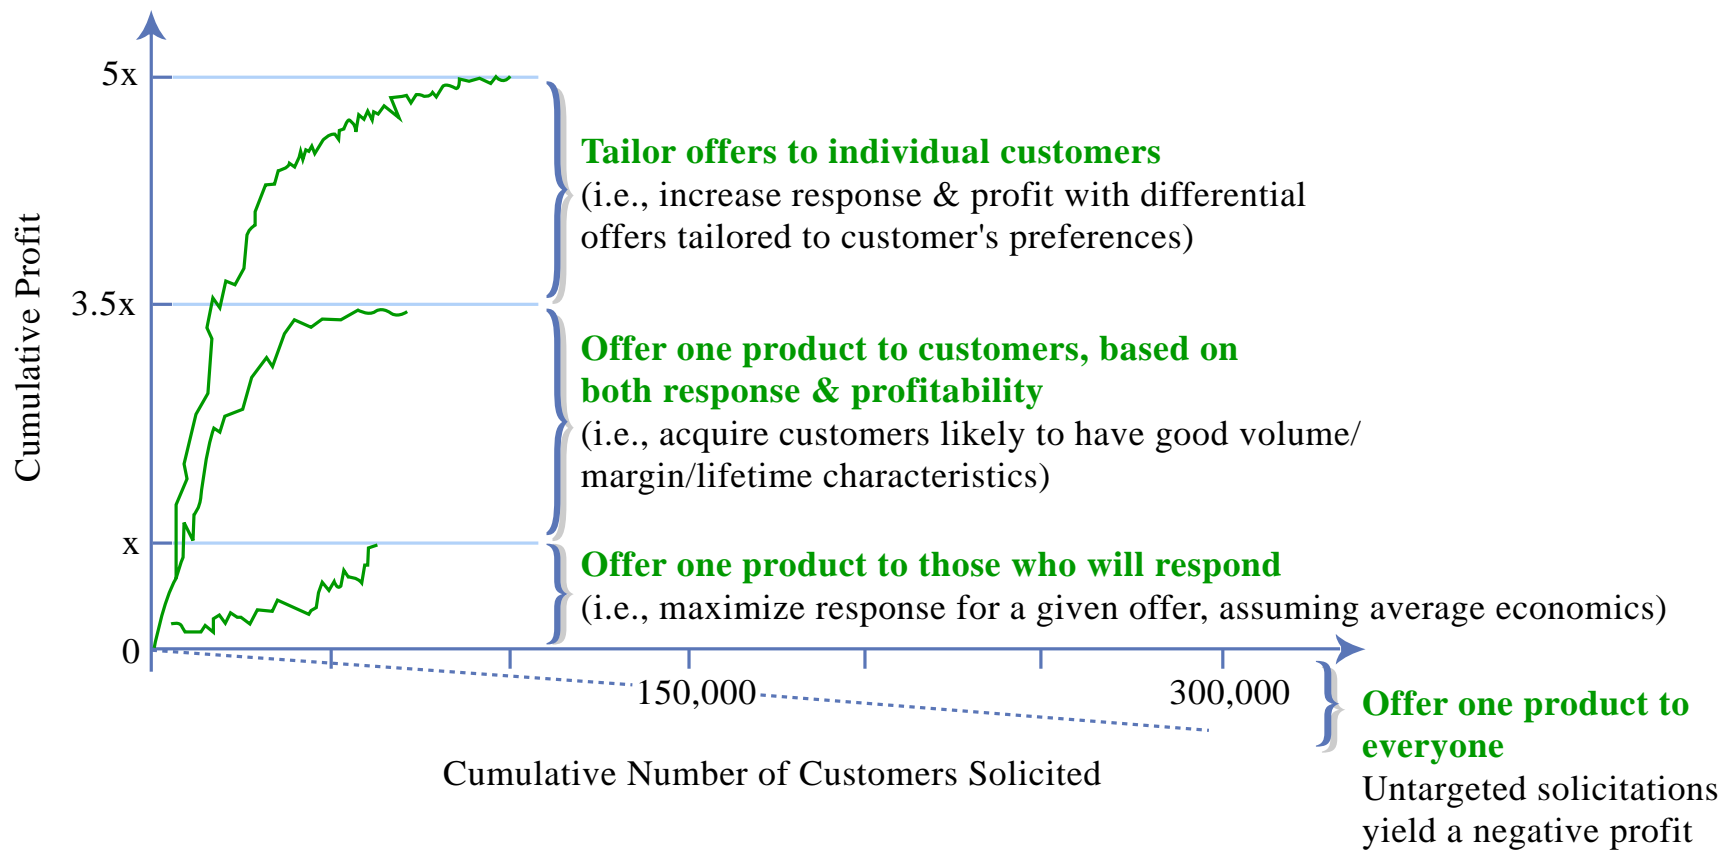 5x
Tailor offers to individual customers
(i.e., increase response & profit with differential
offers tailored to customer's preferences)
Cumulative Profit
3.5x
Offer one product to customers, based on
both response & profitability
(i.e., acquire customers likely to have good volume/
margin/lifetime characteristics)
x
Offer one product to those who will respond
(i.e., maximize response for a given offer, assuming average economics)
0
150,000
300,000
Offer one product to
everyone
Untargeted solicitations
yield a negative profit
Cumulative Number of Customers Solicited